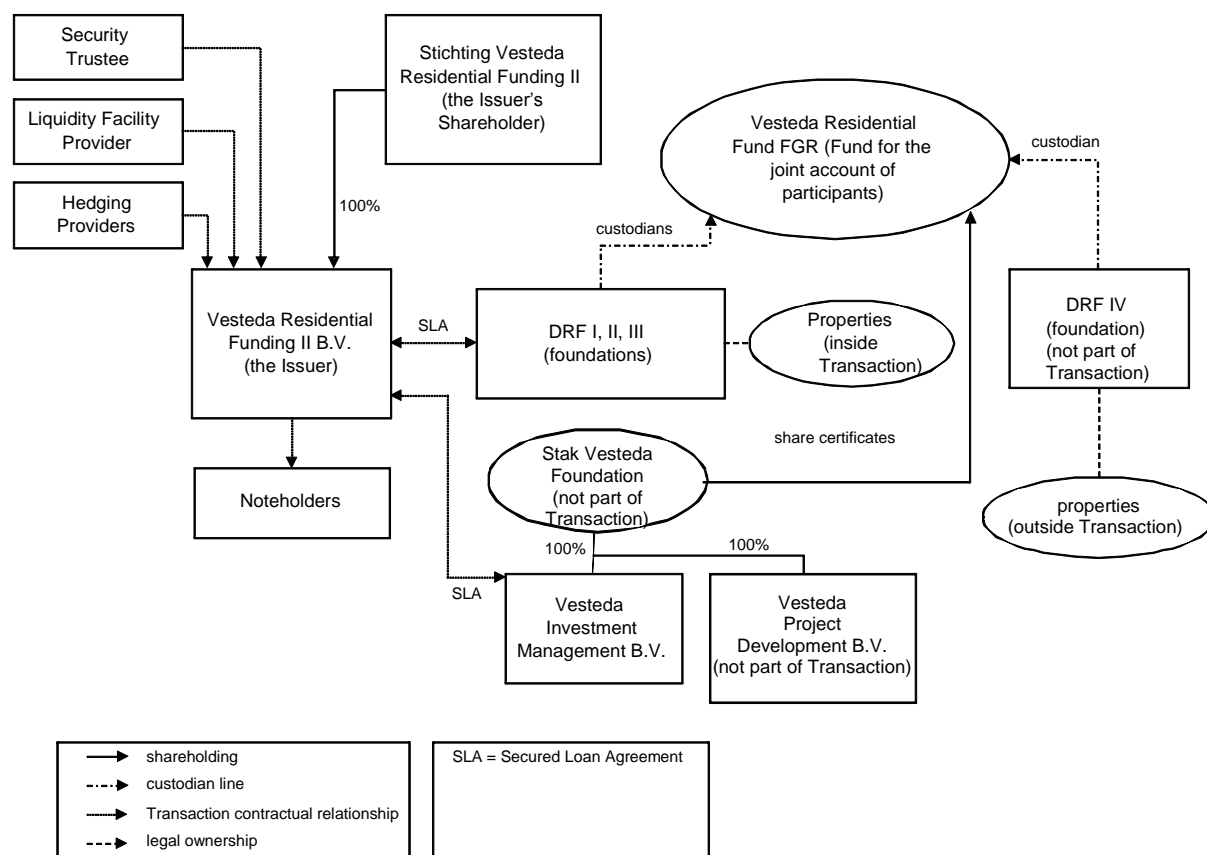 Security
Trustee
Liquidity Facility
Provider
Hedging
Providers
Stichting Vesteda
Residential Funding II
(the Issuer's
Shareholder)
100%
Vesteda Residential
Fund FGR (Fund for the
joint account of
participants)
custodian
custodians
Vesteda Residential
Funding II B.V.
(the Issuer)
SLA
DRF I, II, III
(foundations)
Properties
(inside
Transaction)
DRF IV
(foundation)
(not part of
Transaction)
share certificates
Noteholders
Stak Vesteda
Foundation
(not part of
Transaction)
properties
(outside Transaction)
100%
100%
SLA
Vesteda
Investment
Management B.V.
Vesteda
Project
Development B.V.
(not part of Transaction)
shareholding
custodian line
Transaction contractual relationship
legal ownership
SLA = Secured Loan Agreement